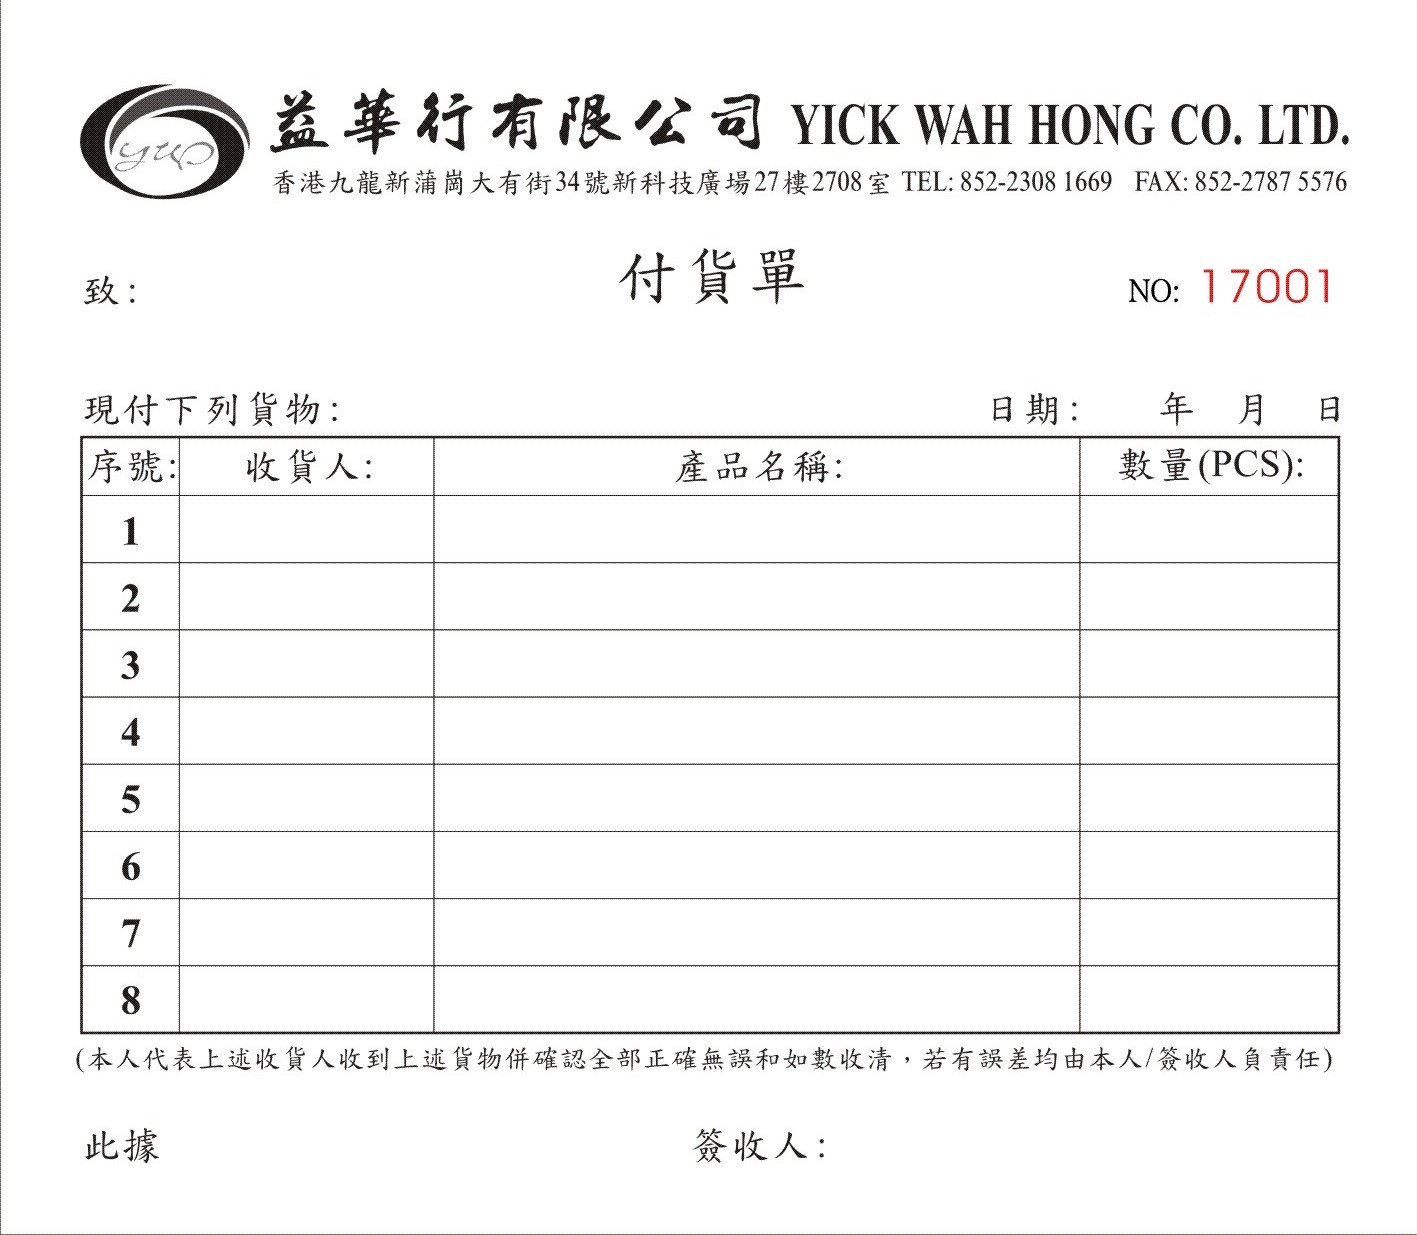 益華行有限公司 YICK WAH HONG CO. LTD.
香港九龍新蒲崗大有街34號新科技廣場27樓2708室 TEL: 852-2308 1669 FAX: 852-2787 5576
付貨單
致: NO: 17001
現付下列貨物: 日期: 年 月 日
序號: 收貨人: 產品名稱: 數量(PCS):
1
2
3
4
5
6
7
8
(本人代表上述收貨人收到上述貨物併確認全部正確無誤和如數收清，若有誤差均由本人/簽收人負責任)
此據 簽收人: